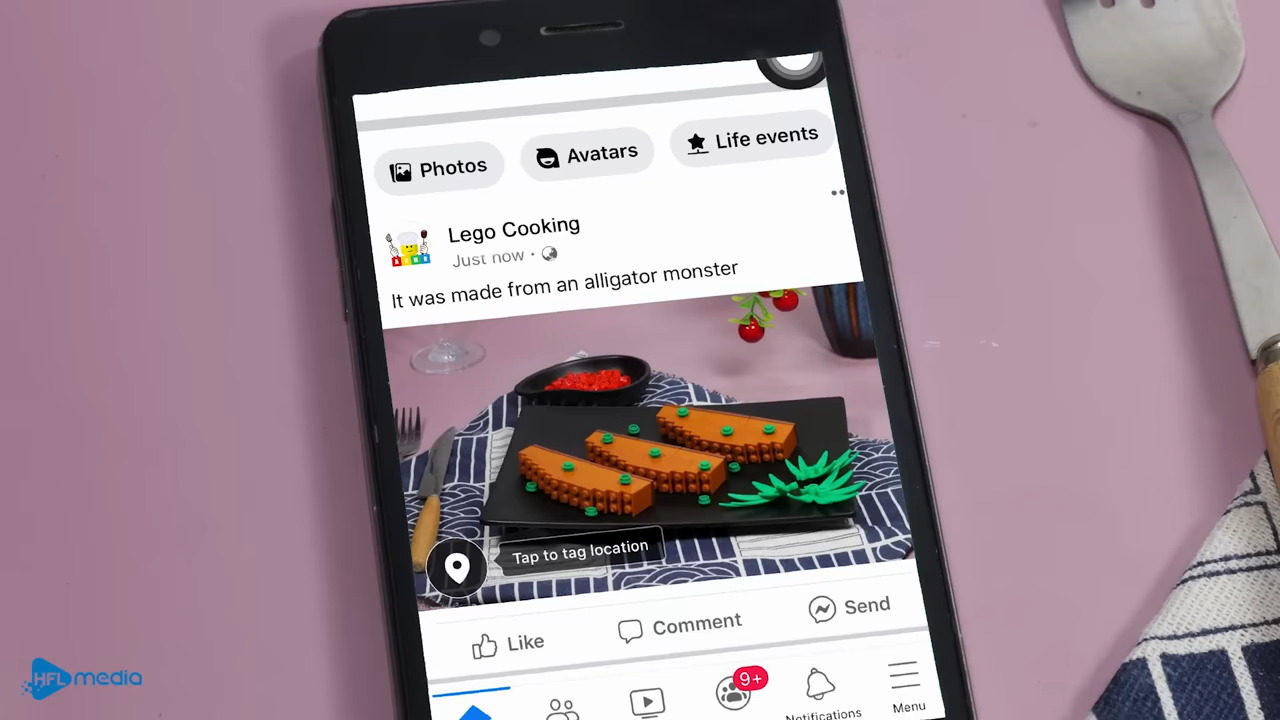 Photos
Avatars
Life events
Lego Cooking
Just now
It was made from an alligator monster
Tap to tag location
Like
Comment
Send
9+
Notifications
Menu
HFL media